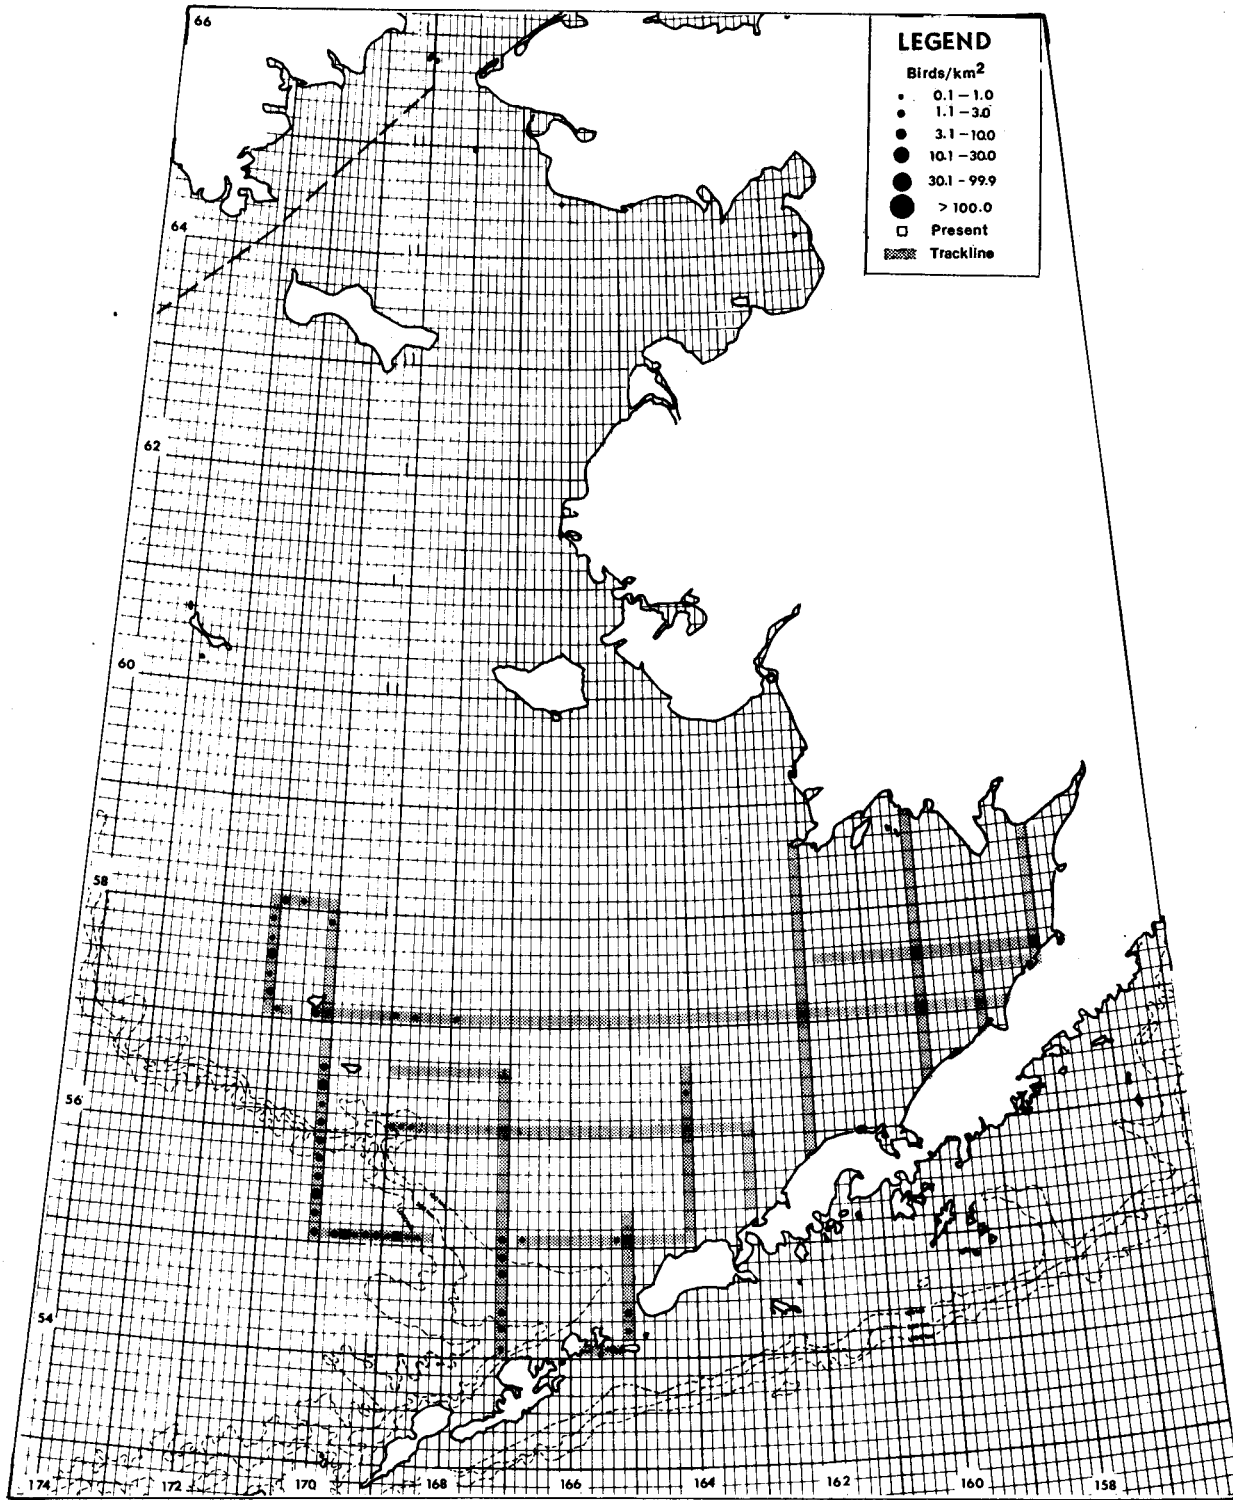 66
LEGEND
Birds/km²
0.1 – 1.0
1.1 – 3.0
3.1 – 10.0
10.1 – 30.0
30.1 – 99.9
> 100.0
Present
Trackline
64
62
60
58
56
54
174 172 170 168 166 164 162 160 158